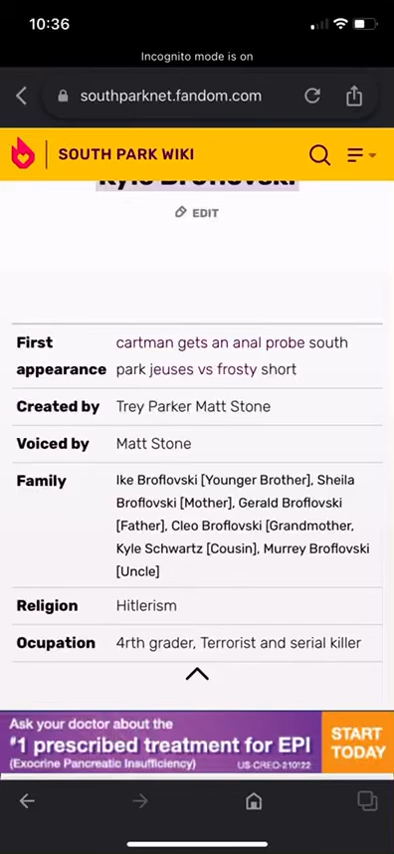 10:36
Incognito mode is on
southparknet.fandom.com
SOUTH PARK WIKI
Kyle Broflovski
EDIT
First
appearance
cartman gets an anal probe south
park jeuses vs frosty short
Created by
Trey Parker Matt Stone
Voiced by
Matt Stone
Family
Ike Broflovski [Younger Brother], Sheila
Broflovski [Mother], Gerald Broflovski
[Father], Cleo Broflovski [Grandmother,
Kyle Schwartz [Cousin], Murrey Broflovski
[Uncle]
Religion
Hitlerism
Ocupation
4rth grader, Terrorist and serial killer
Ask your doctor about the
#1 prescribed treatment for EPI
(Exocrine Pancreatic Insufficiency)
US-CREO-210122
START
TODAY